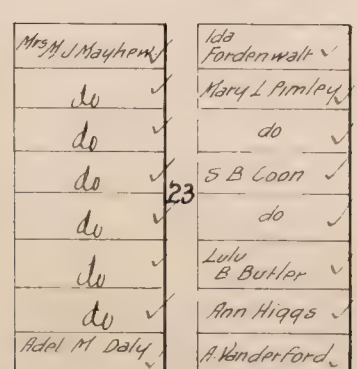 Mrs M J Mayhew
do
do
do
do
do
do
Adel M Daly
23
Ida
Fordenwalt
Mary L Pimley
do
S B Coon
do
Lulu
B Butler
Ann Higgs
A. Vanderford